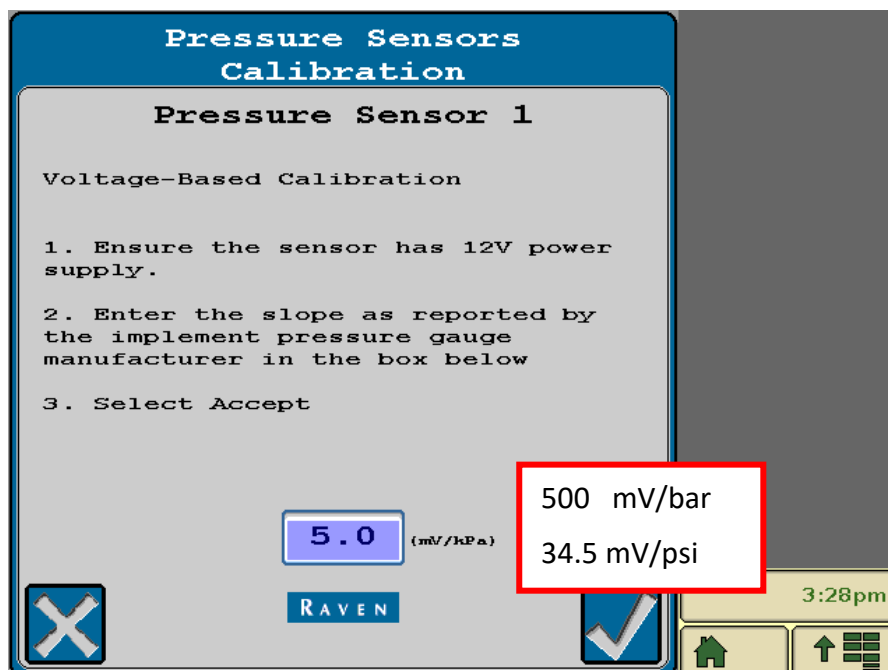 Pressure Sensors
Calibration
Pressure Sensor 1
Voltage-Based Calibration
1. Ensure the sensor has 12V power
supply.
2. Enter the slope as reported by
the implement pressure gauge
manufacturer in the box below
3. Select Accept
5.0 (mV/kPa)
500 mV/bar
34.5 mV/psi
RAVEN
3:28pm